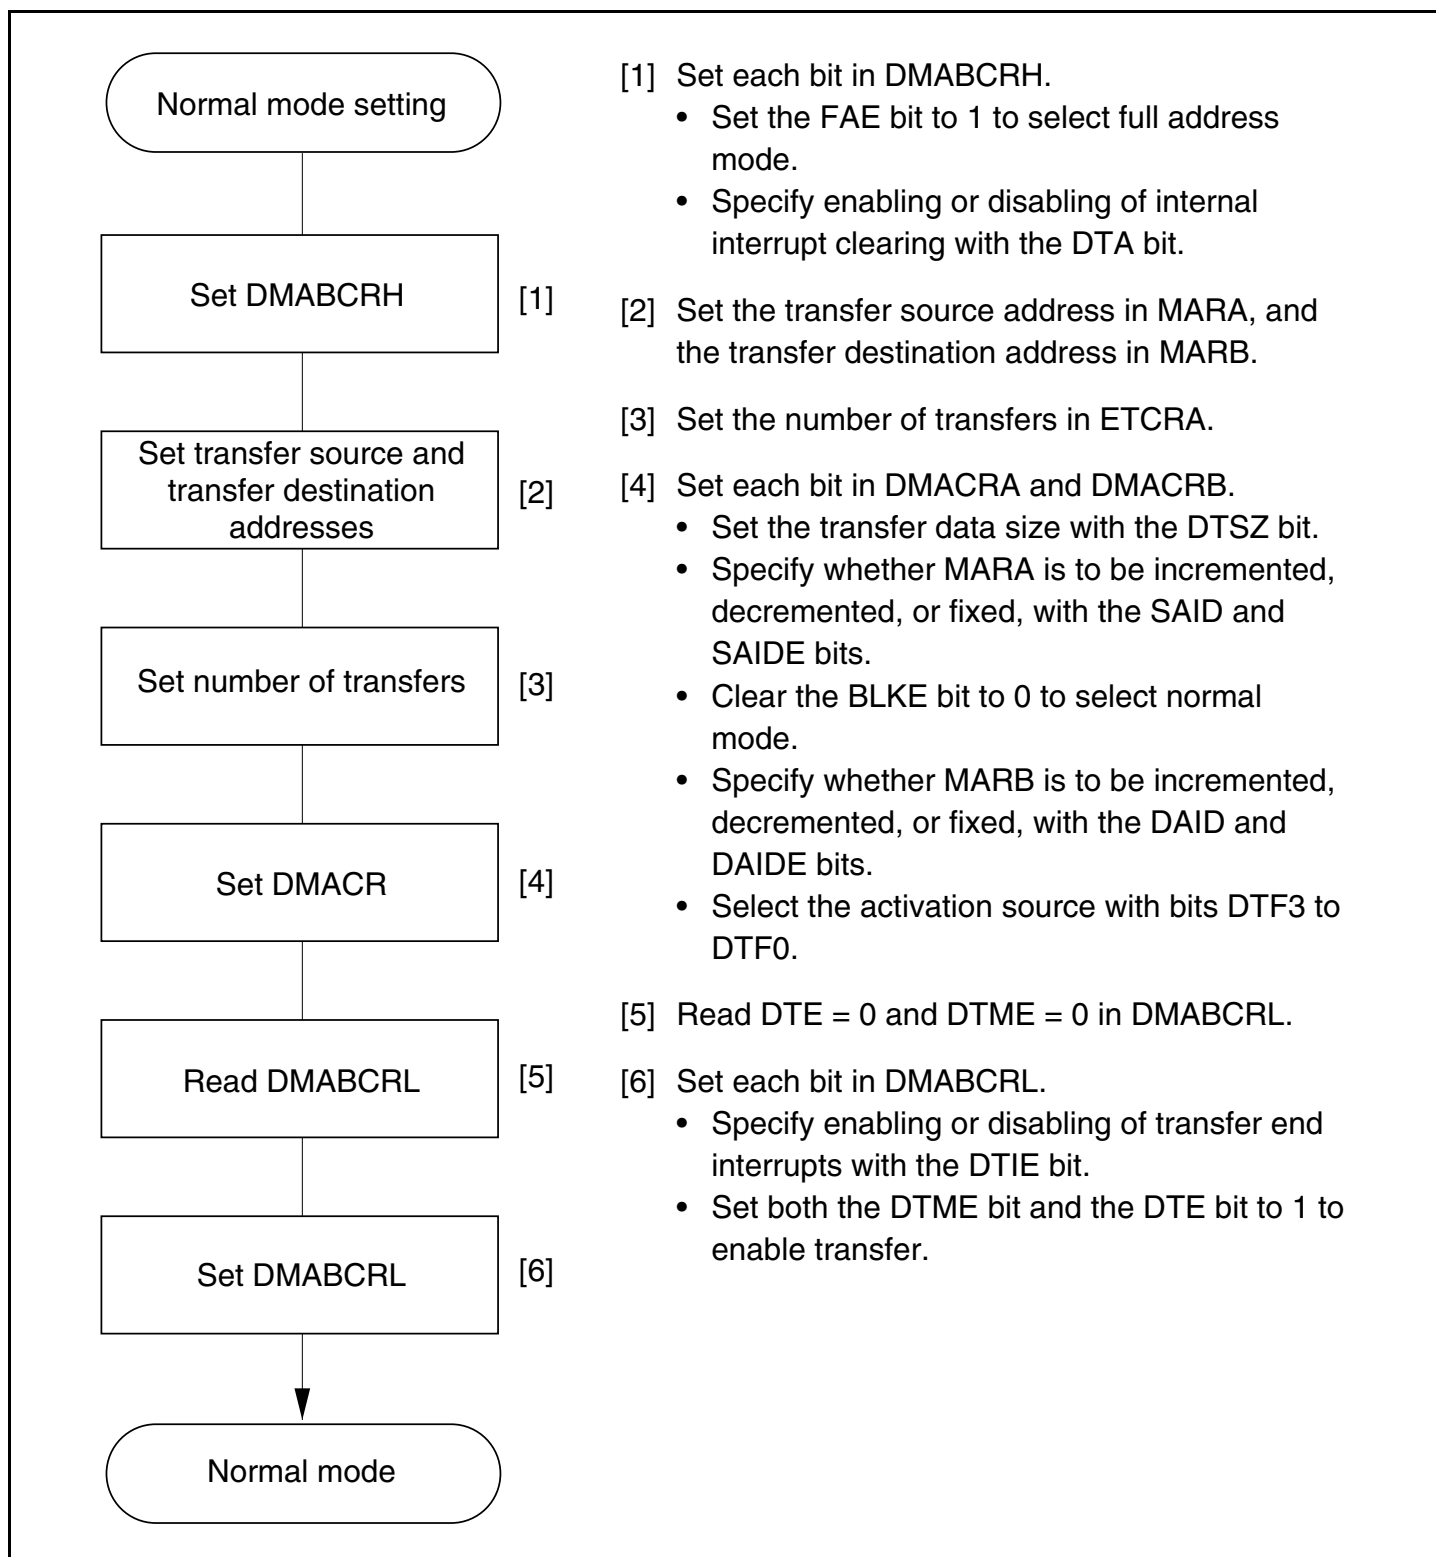 Normal mode setting
Set DMABCRH [1]
Set transfer source and
transfer destination
addresses
[2]
Set number of transfers [3]
Set DMACR [4]
Read DMABCRL [5]
Set DMABCRL [6]
Normal mode
[1] Set each bit in DMABCRH.
• Set the FAE bit to 1 to select full address
mode.
• Specify enabling or disabling of internal
interrupt clearing with the DTA bit.
[2] Set the transfer source address in MARA, and
the transfer destination address in MARB.
[3] Set the number of transfers in ETCRA.
[4] Set each bit in DMACRA and DMACRB.
• Set the transfer data size with the DTSZ bit.
• Specify whether MARA is to be incremented,
decremented, or fixed, with the SAID and
SAIDE bits.
• Clear the BLKE bit to 0 to select normal
mode.
• Specify whether MARB is to be incremented,
decremented, or fixed, with the DAID and
DAIDE bits.
• Select the activation source with bits DTF3 to
DTF0.
[5] Read DTE = 0 and DTME = 0 in DMABCRL.
[6] Set each bit in DMABCRL.
• Specify enabling or disabling of transfer end
interrupts with the DTIE bit.
• Set both the DTME bit and the DTE bit to 1 to
enable transfer.